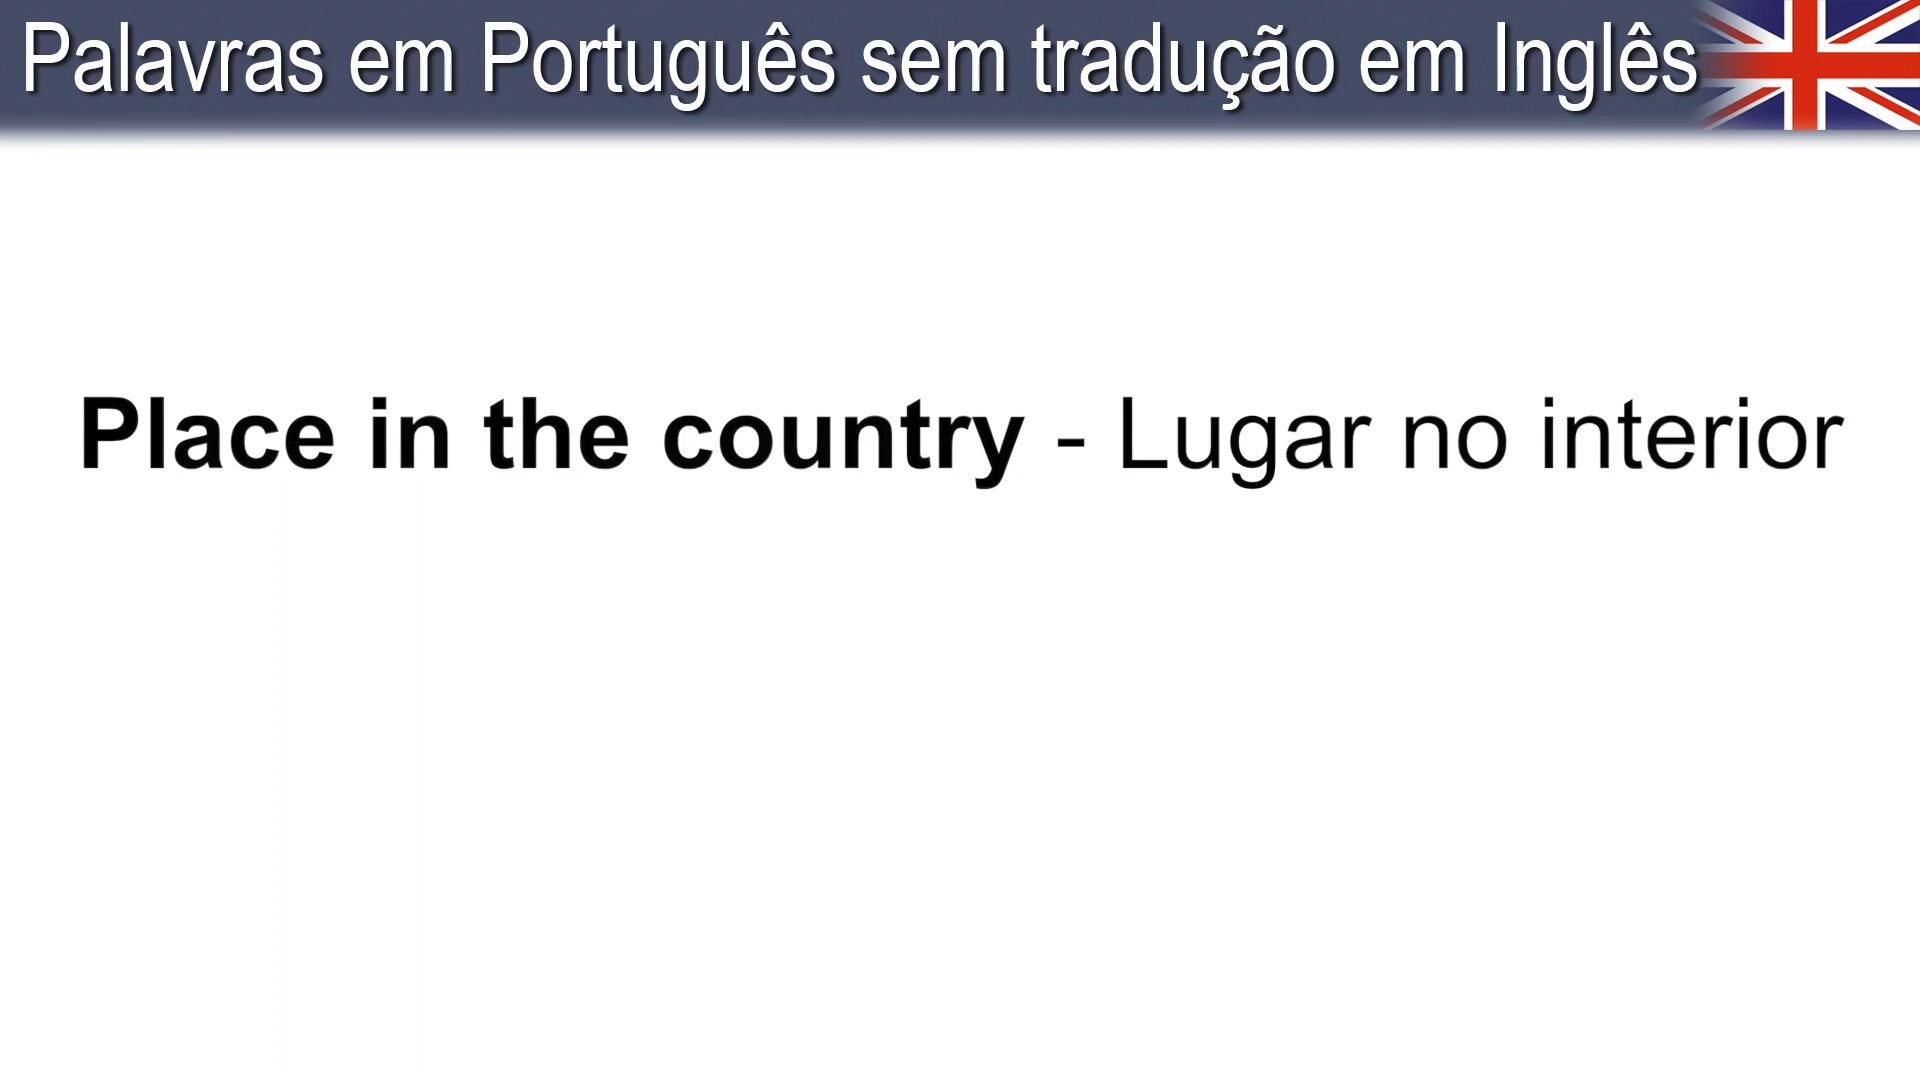 Palavras em Português sem tradução em Inglês
Place in the country - Lugar no interior